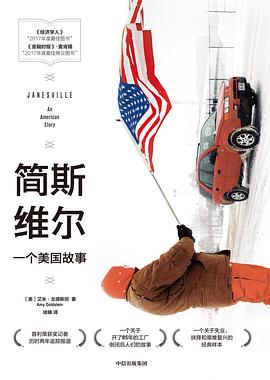 《经济学人》
“2017年度最佳图书”
《金融时报》·麦肯锡
“2017年度最佳商业图书”
JANESVILLE
An
American
Story
简斯
维尔
一个美国故事
[美] 艾米·戈德斯坦 著
Amy Goldstein
徐臻 译
普利策获奖记者
历时两年追踪报道
一个关于
开了85年的工厂
倒闭后人们的故事
一个关于失业、
抉择和艰难复兴的
经典样本
中信出版集团